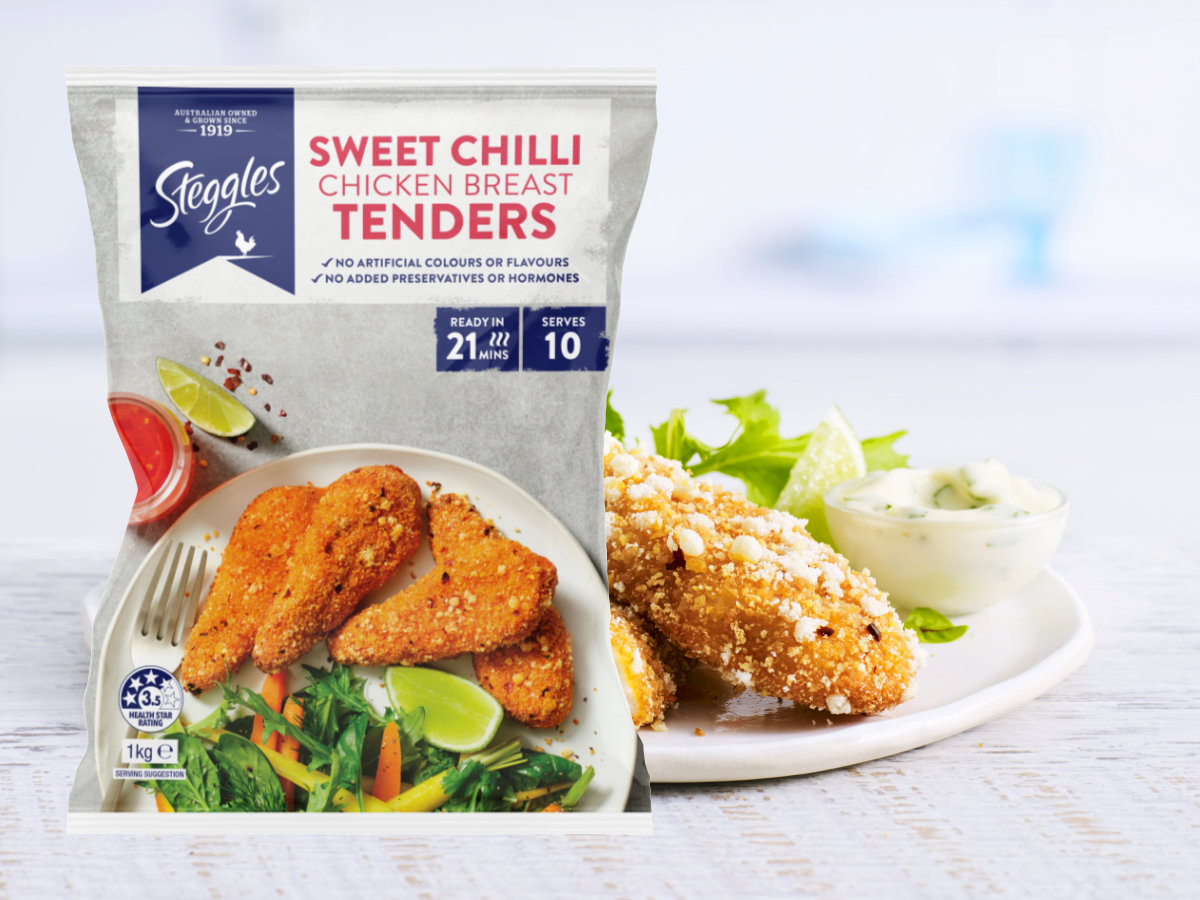 AUSTRALIAN OWNED
& GROWN SINCE
1919
Steggles
SWEET CHILLI
CHICKEN BREAST
TENDERS
✓ NO ARTIFICIAL COLOURS OR FLAVOURS
✓ NO ADDED PRESERVATIVES OR HORMONES
READY IN
21 MINS
SERVES
10
3.5
HEALTH STAR
RATING
1kg ℮
SERVING SUGGESTION